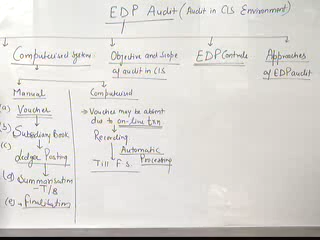 EDP Audit (Audit in CIS Environment)
Computerised System
Objective and Scope
of audit in CIS
EDP Controls
Approaches
of EDP audit
Manual
Computerised
(a) Voucher
(b) Subsidiary Book
(c) Ledger Posting
(d) Summarisation
- T/B
(e) → finalisation
→ Voucher may be absent
due to on-line trxn.
Recording
Automatic
Processing
Till F.S.